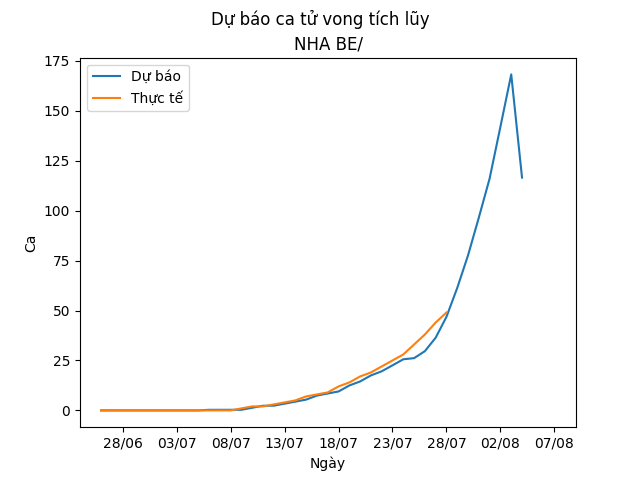 Dự báo ca tử vong tích lũy
NHA BE/
Dự báo
Thực tế
Ca
175
150
125
100
75
50
25
0
28/06 03/07 08/07 13/07 18/07 23/07 28/07 02/08 07/08
Ngày